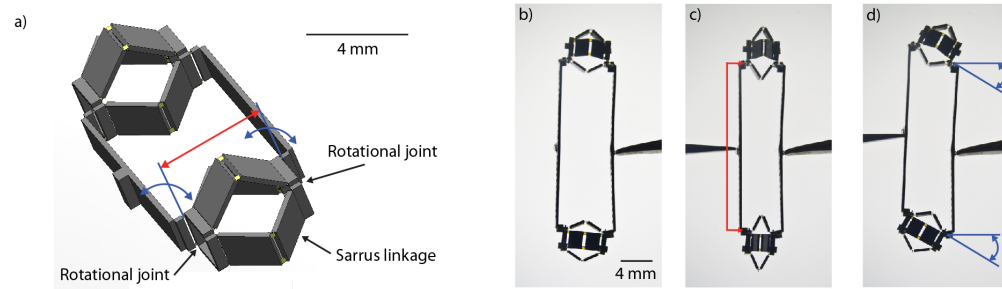 a)
4 mm
Rotational joint
Sarrus linkage
Rotational joint
b)
4 mm
c)
d)